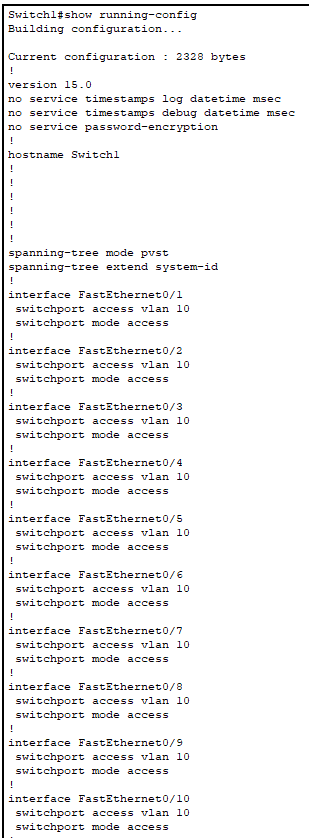 Switch1#show running-config
Building configuration...
Current configuration : 2328 bytes
!
version 15.0
no service timestamps log datetime msec
no service timestamps debug datetime msec
no service password-encryption
!
hostname Switch1
!
!
!
!
!
!
spanning-tree mode pvst
spanning-tree extend system-id
!
interface FastEthernet0/1
switchport access vlan 10
switchport mode access
!
interface FastEthernet0/2
switchport access vlan 10
switchport mode access
!
interface FastEthernet0/3
switchport access vlan 10
switchport mode access
!
interface FastEthernet0/4
switchport access vlan 10
switchport mode access
!
interface FastEthernet0/5
switchport access vlan 10
switchport mode access
!
interface FastEthernet0/6
switchport access vlan 10
switchport mode access
!
interface FastEthernet0/7
switchport access vlan 10
switchport mode access
!
interface FastEthernet0/8
switchport access vlan 10
switchport mode access
!
interface FastEthernet0/9
switchport access vlan 10
switchport mode access
!
interface FastEthernet0/10
switchport access vlan 10
switchport mode access
!